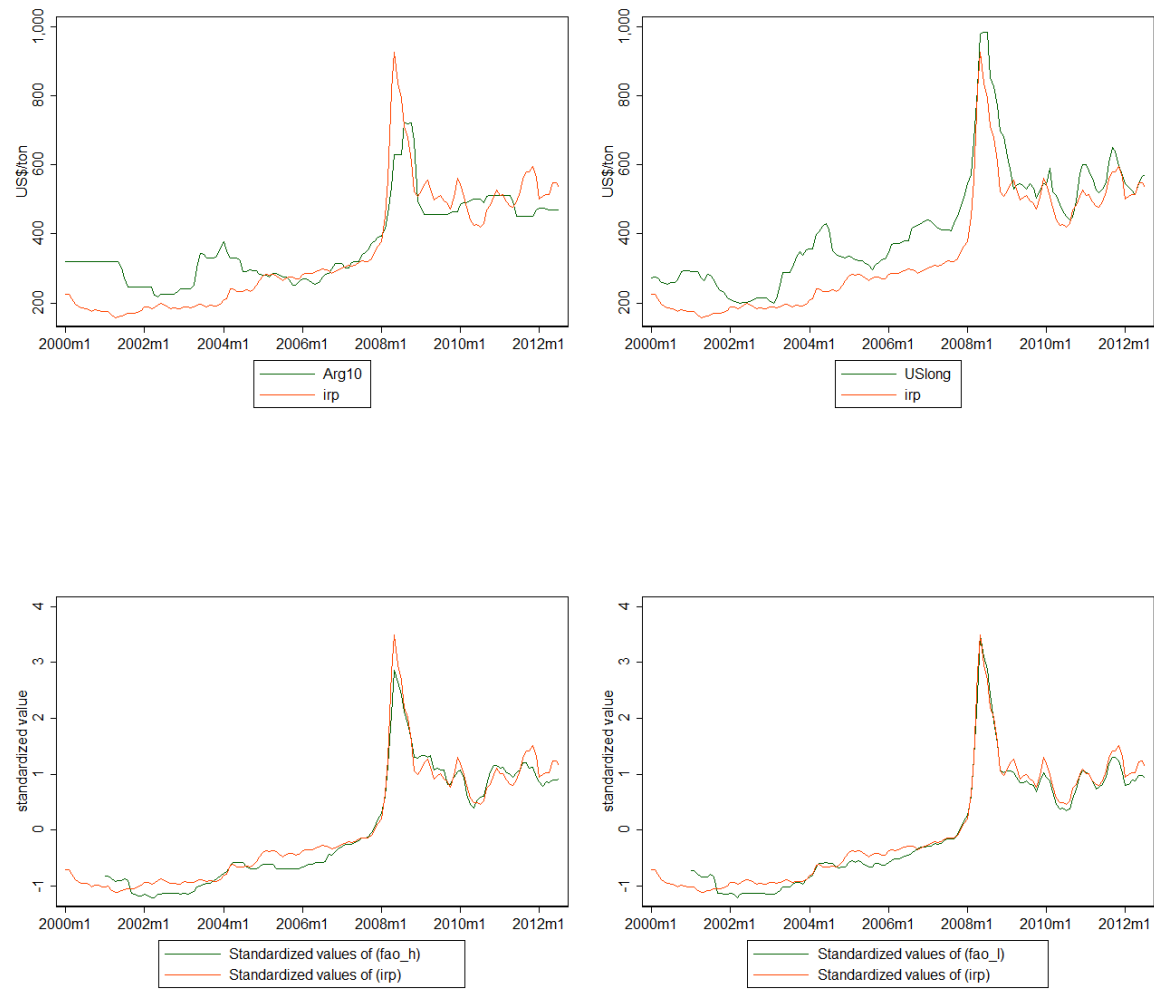 1,000
800
600
400
200
US$/ton
2000m1 2002m1 2004m1 2006m1 2008m1 2010m1 2012m1
Arg10
irp
1,000
800
600
400
200
US$/ton
2000m1 2002m1 2004m1 2006m1 2008m1 2010m1 2012m1
USlong
irp
4
3
2
1
0
-1
standardized value
2000m1 2002m1 2004m1 2006m1 2008m1 2010m1 2012m1
Standardized values of (fao_h)
Standardized values of (irp)
4
3
2
1
0
-1
standardized value
2000m1 2002m1 2004m1 2006m1 2008m1 2010m1 2012m1
Standardized values of (fao_l)
Standardized values of (irp)